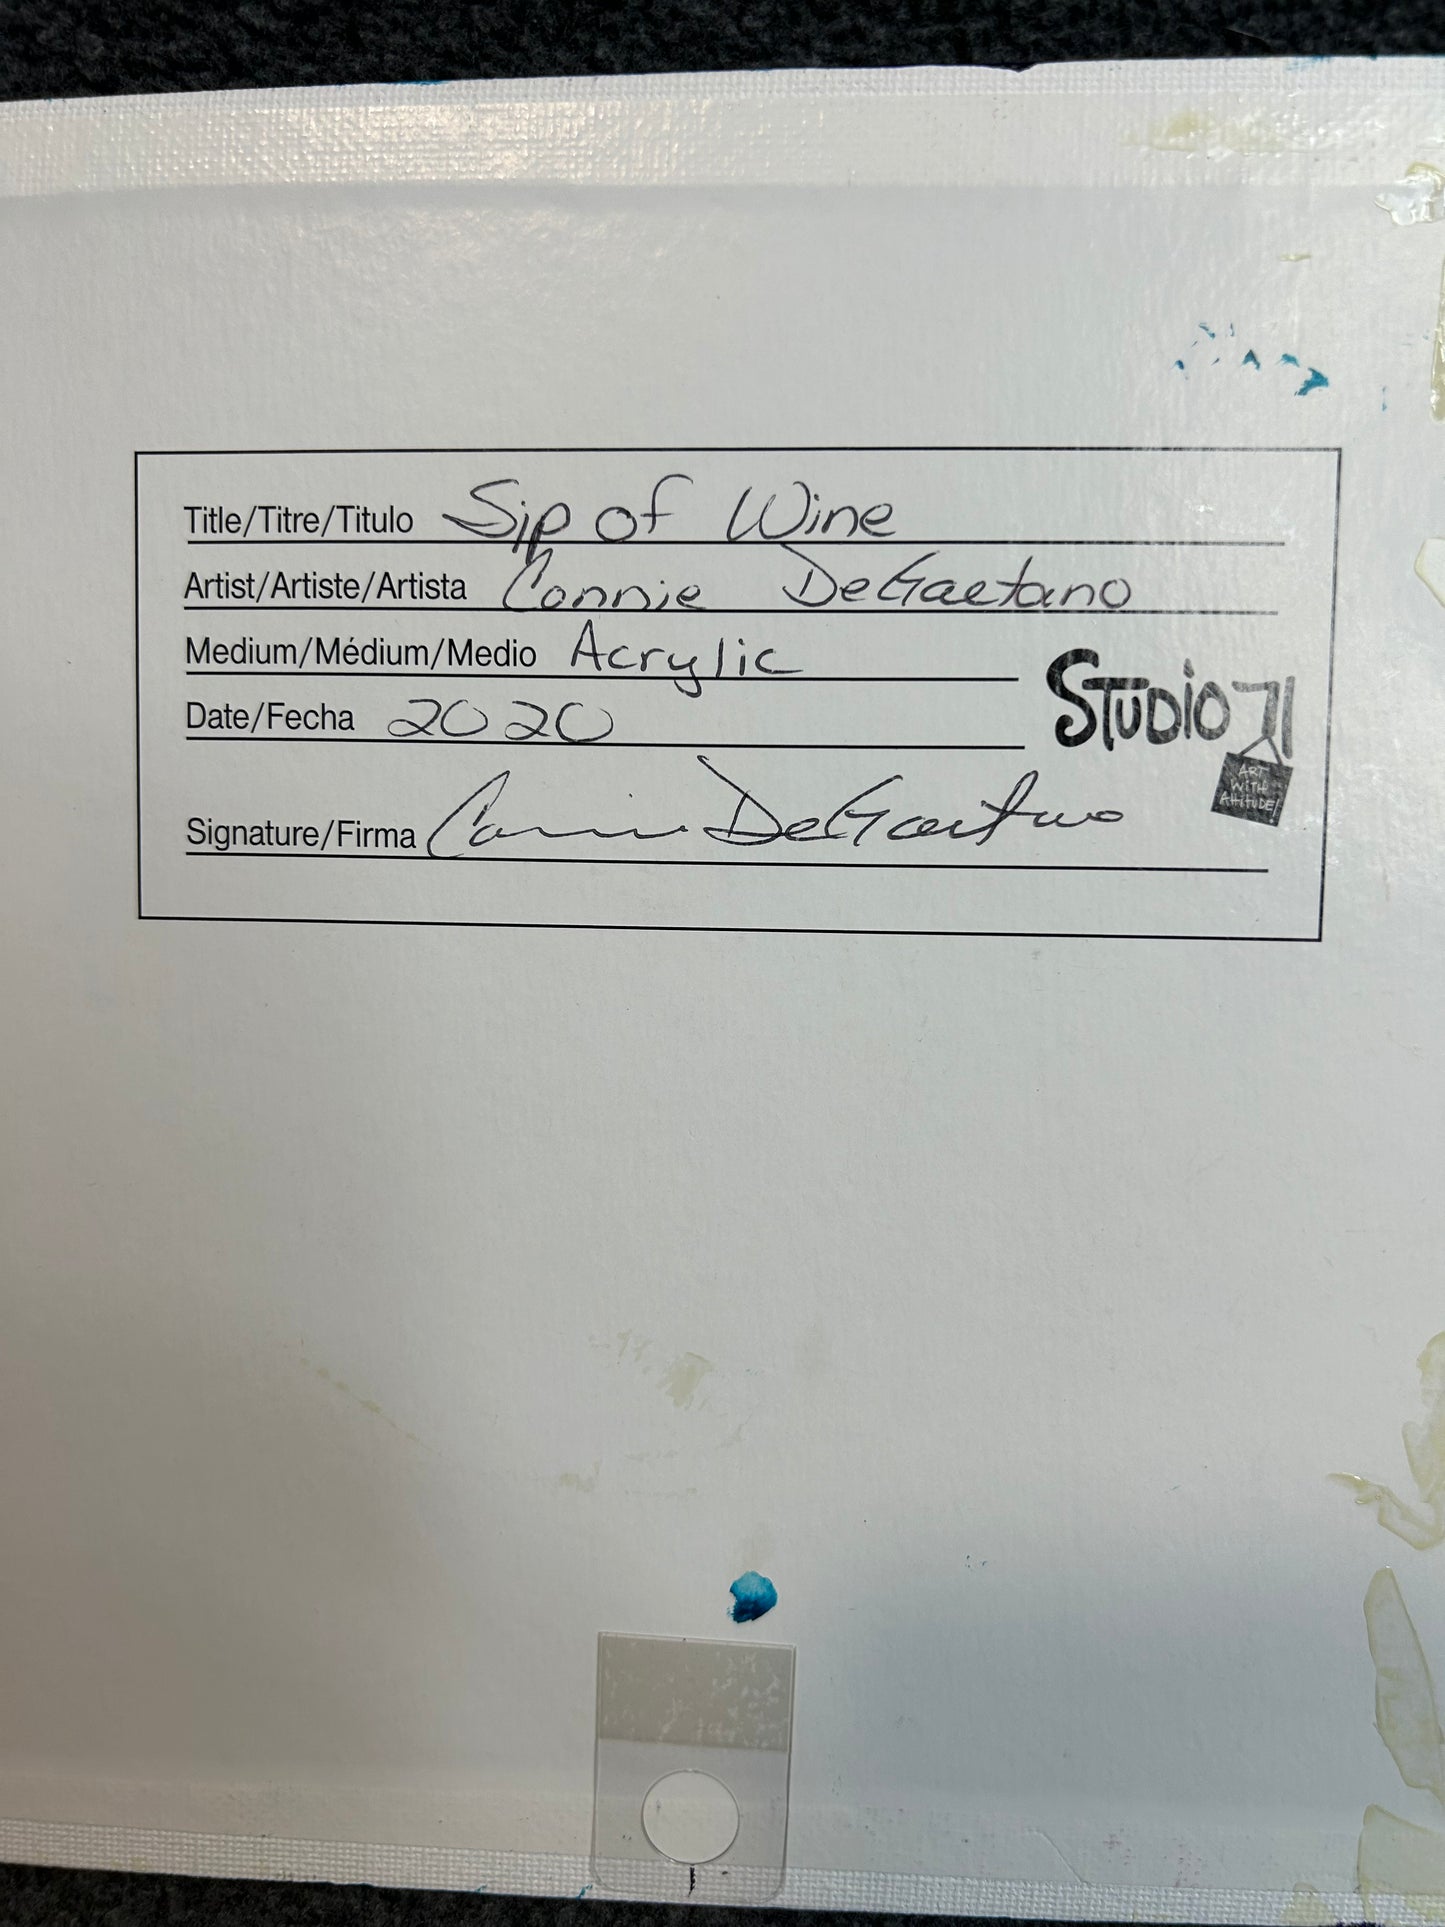 Title/Titre/Titulo Sip of Wine
Artist/Artiste/Artista Connie DeGaetano
Medium/Médium/Medio Acrylic
Date/Fecha 2020
STUDIO 71
ART
WITH
AttituDE!
Signature/Firma Connie DeGaetano